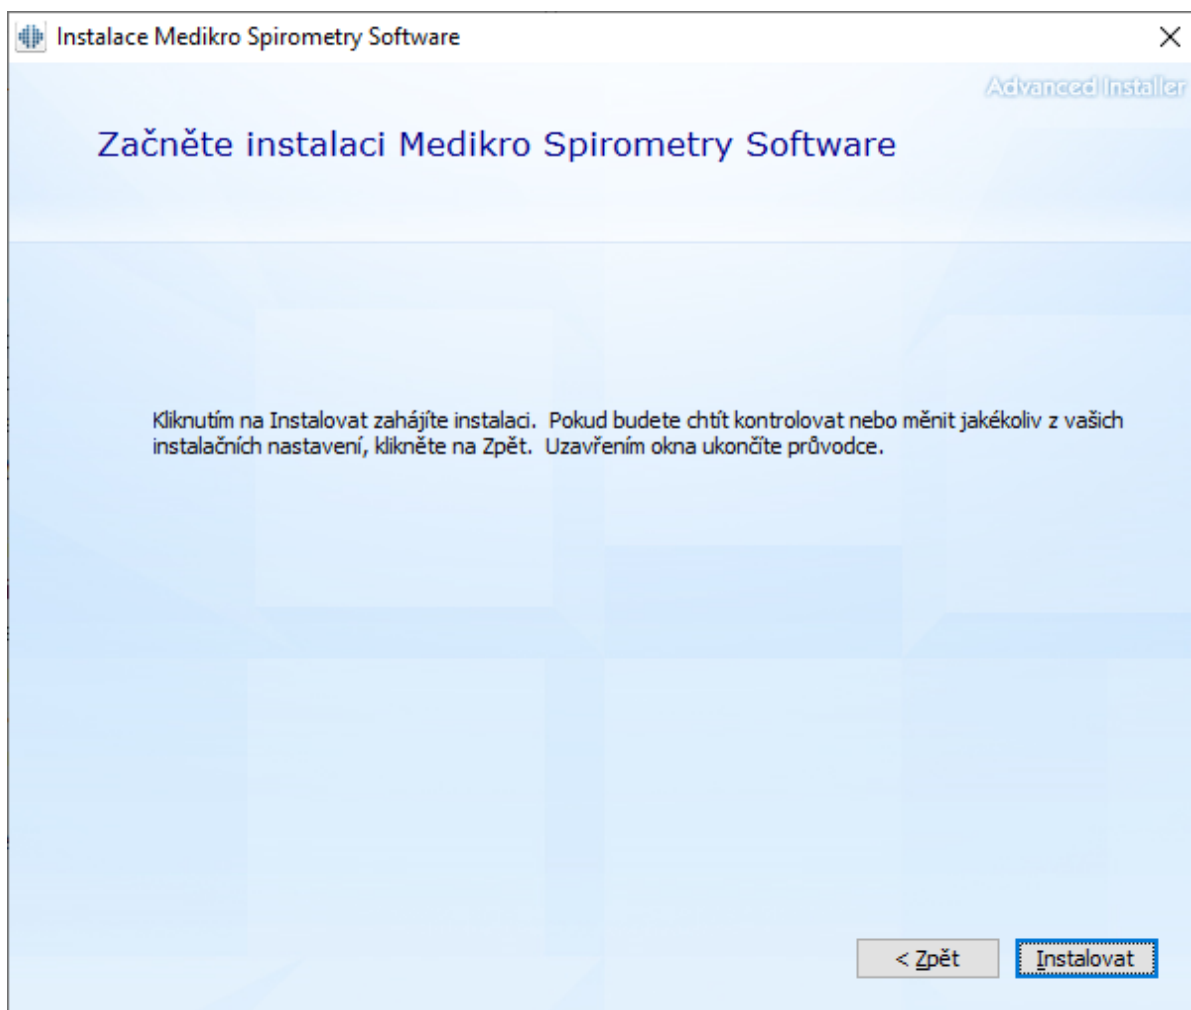 Instalace Medikro Spirometry Software
Advanced Installer
Začněte instalaci Medikro Spirometry Software
Kliknutím na Instalovat zahájíte instalaci.  Pokud budete chtít kontrolovat nebo měnit jakékoliv z vašich
instalačních nastavení, klikněte na Zpět.  Uzavřením okna ukončíte průvodce.
< Zpět
Instalovat